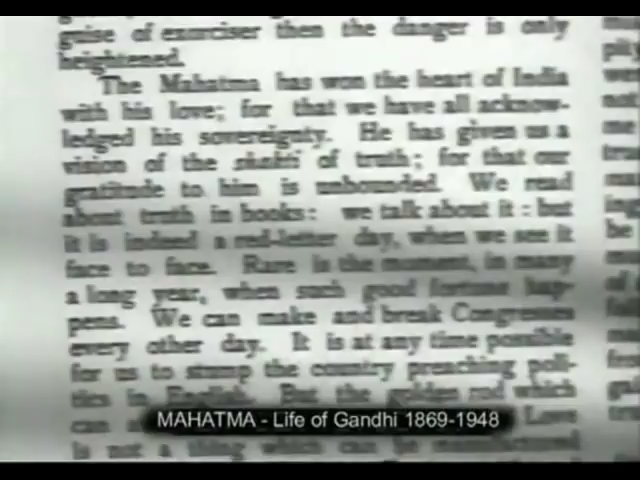 guise of exorciser then the danger is only
heightened.
The Mahatma has won the heart of India
with his love; for that we have all acknow-
ledged his sovereignty. He has given us a
vision of the shakti of truth; for that our
gratitude to him is unbounded. We read
about truth in books: we talk about it: but
it is indeed a red-letter day, when we see it
face to face. Rare is the moment, in many
a long year, when such good fortune hap-
pens. We can make and break Congresses
every other day. It is at any time possible
for us to stump the country preaching poli-
tics in English. But the golden rod which
can Love
is not a thing which can be manufactured
MAHATMA - Life of Gandhi 1869-1948